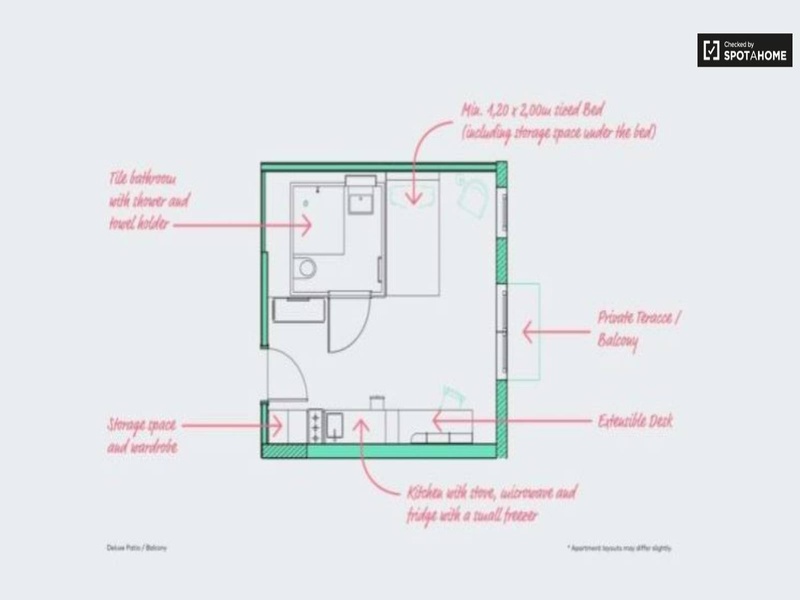 Checked by
SPOTAHOME
Min. 1,20 x 2,00m sized Bed
(including storage space under the bed)
Tile bathroom
with shower and
towel holder
Private Teracce /
Balcony
Storage space
and wardrobe
Extensible Desk
Kitchen with stove, microwave and
fridge with a small freezer
Deluxe Patio / Balcony
* Apartment layouts may differ slightly